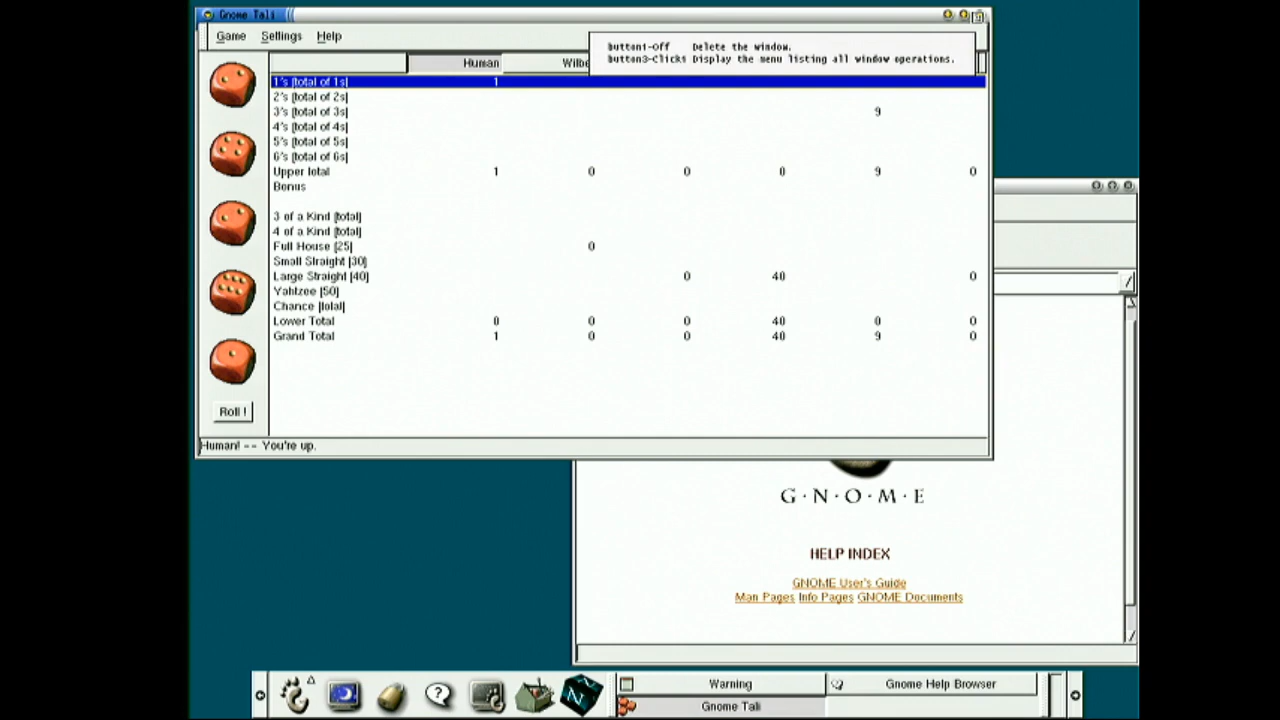 Gnome Tali
Game Settings Help
button1-Off Delete the window.
button3-Clicks Display the menu listing all window operations.
Human Wilbe
1's [total of 1s] 1
2's [total of 2s]
3's [total of 3s] 9
4's [total of 4s]
5's [total of 5s]
6's [total of 6s]
Upper total 1 0 0 0 9 0
Bonus
3 of a Kind [total]
4 of a Kind [total]
Full House [25] 0
Small Straight [30]
Large Straight [40] 0 40 0
Yahtzee [50]
Chance [total]
Lower Total 0 0 0 40 0 0
Grand Total 1 0 0 40 9 0
Roll !
Human! -- You're up.
G·N·O·M·E
HELP INDEX
GNOME User's Guide
Man Pages Info Pages GNOME Documents
Warning Gnome Help Browser
Gnome Tali